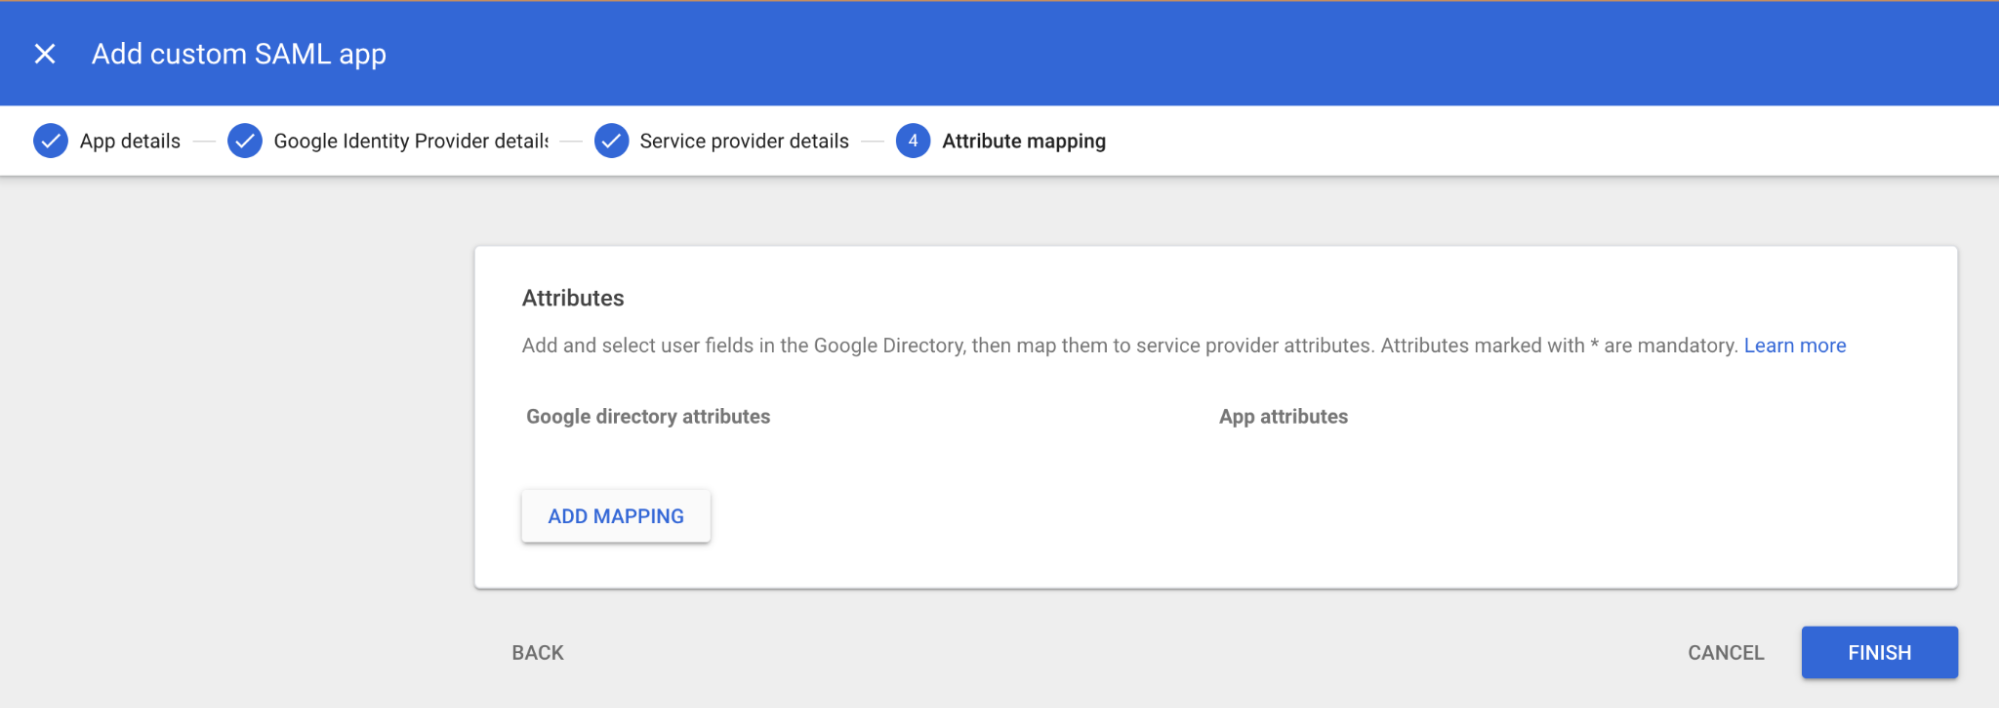 Add custom SAML app
App details
Google Identity Provider details
Service provider details
4 Attribute mapping
Attributes
Add and select user fields in the Google Directory, then map them to service provider attributes. Attributes marked with * are mandatory. Learn more
Google directory attributes
App attributes
ADD MAPPING
BACK
CANCEL
FINISH